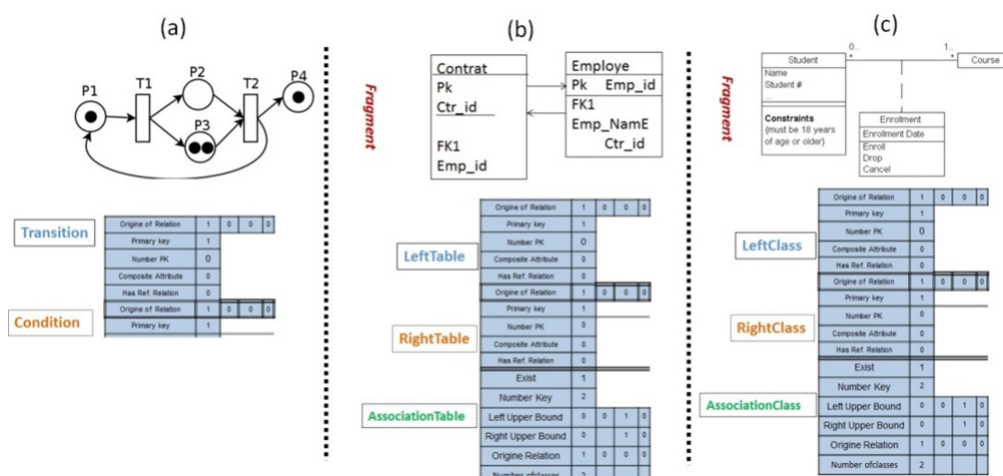 (a)
P1
T1
P2
P3
T2
P4
Transition
Origine of Relation 1 0 0 0
Primary key 1
Number PK 0
Composite Attribute 0
Has Ref. Relation 0
Condition
Origine of Relation 1 0 0 0
Primary key 1
(b)
Fragment
Contrat
Pk
Ctr_id
FK1
Emp_id
Employe
Pk Emp_id
FK1
Emp_NamE
Ctr_id
LeftTable
Origine of Relation 1 0 0 0
Primary key 1
Number PK 0
Composite Attribute 0
Has Ref. Relation 0
RightTable
Origine of Relation 1 0 0 0
Primary key 1
Number PK 0
Composite Attribute 0
Has Ref. Relation 0
AssociationTable
Exist 1
Number Key 2
Left Upper Bound 0 0 1 0
Right Upper Bound 0 1 0
Origine Relation 1 0 0 0
Number ofclasses 2
(c)
Fragment
0..
*
1..
*
Student
Name
Student #
...
Constraints
(must be 18 years
of age or older)
Course
Enrollment
Enrollment Date
Enroll
Drop
Cancel
LeftClass
Origine of Relation 1 0 0 0
Primary key 1
Number PK 0
Composite Attribute 0
Has Ref. Relation 0
RightClass
Origine of Relation 1 0 0 0
Primary key 1
Number PK 0
Composite Attribute 0
Has Ref. Relation 0
AssociationClass
Exist 1
Number Key 2
Left Upper Bound 0 0 1 0
Right Upper Bound 0 1 0
Origine Relation 1 0 0 0
Number ofclasses 2